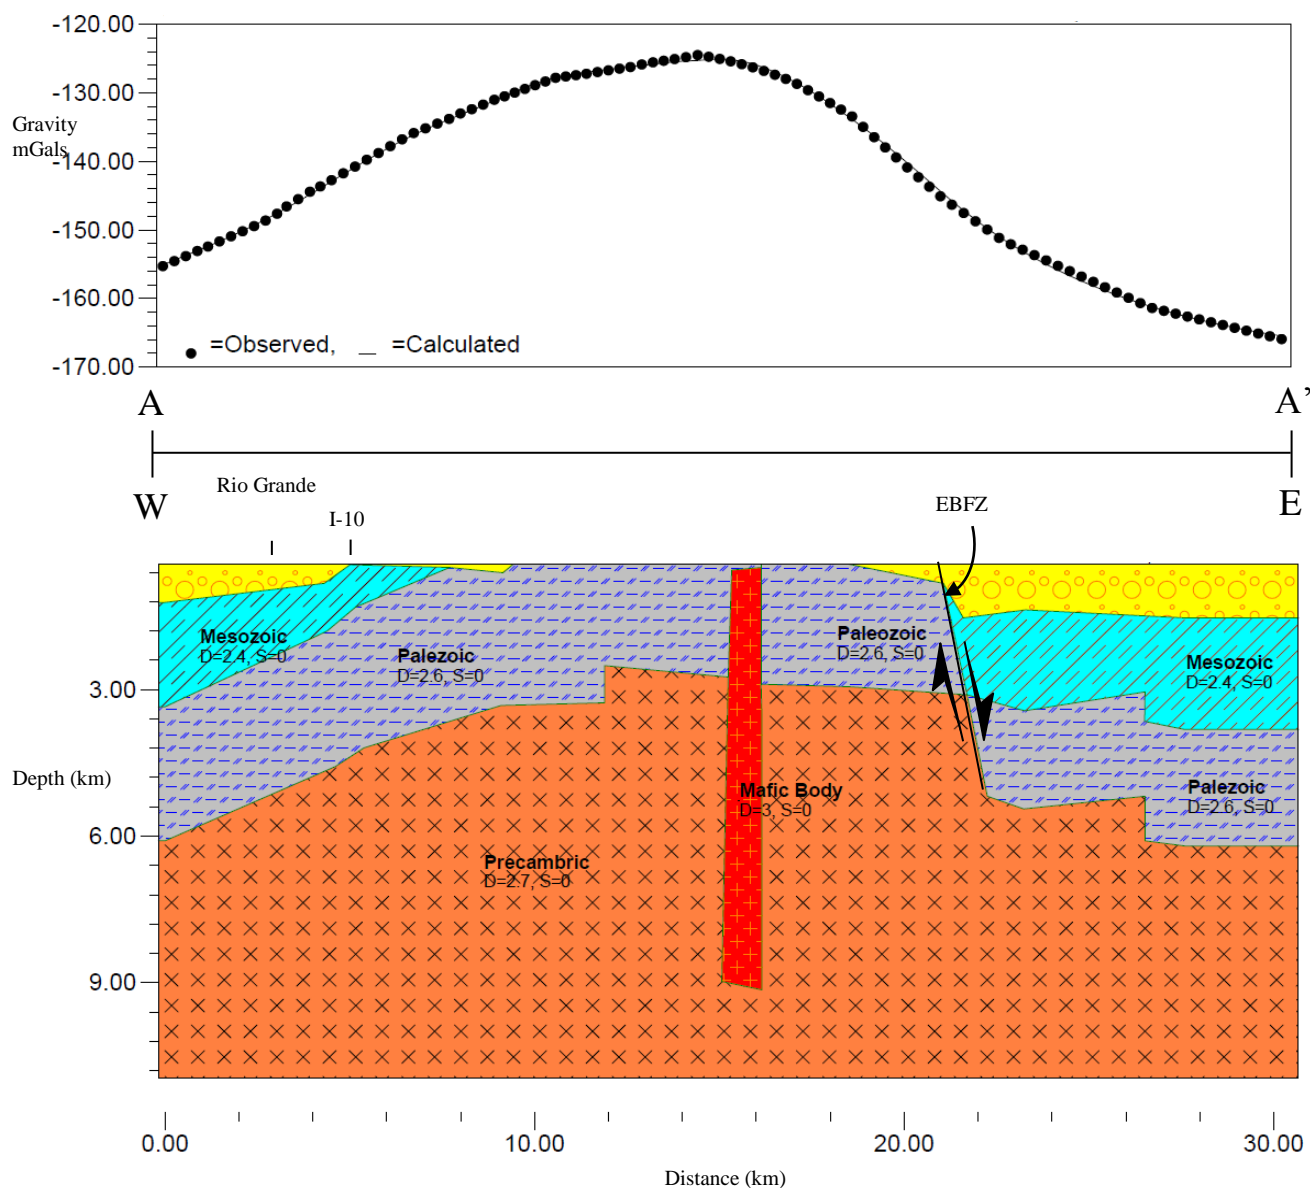 -120.00
-130.00
Gravity
mGals
-140.00
-150.00
-160.00
=Observed, _ =Calculated
-170.00
A A’
Rio Grande
W E
EBFZ
I-10
Mesozoic
D=2.4, S=0
Palezoic
D=2.6, S=0
Paleozoic
D=2.6, S=0
Mesozoic
D=2.4, S=0
3.00
Depth (km)
Mafic Body
D=3, S=0
Palezoic
D=2.6, S=0
6.00
Precambric
D=2.7, S=0
9.00
0.00 10.00 20.00 30.00
Distance (km)